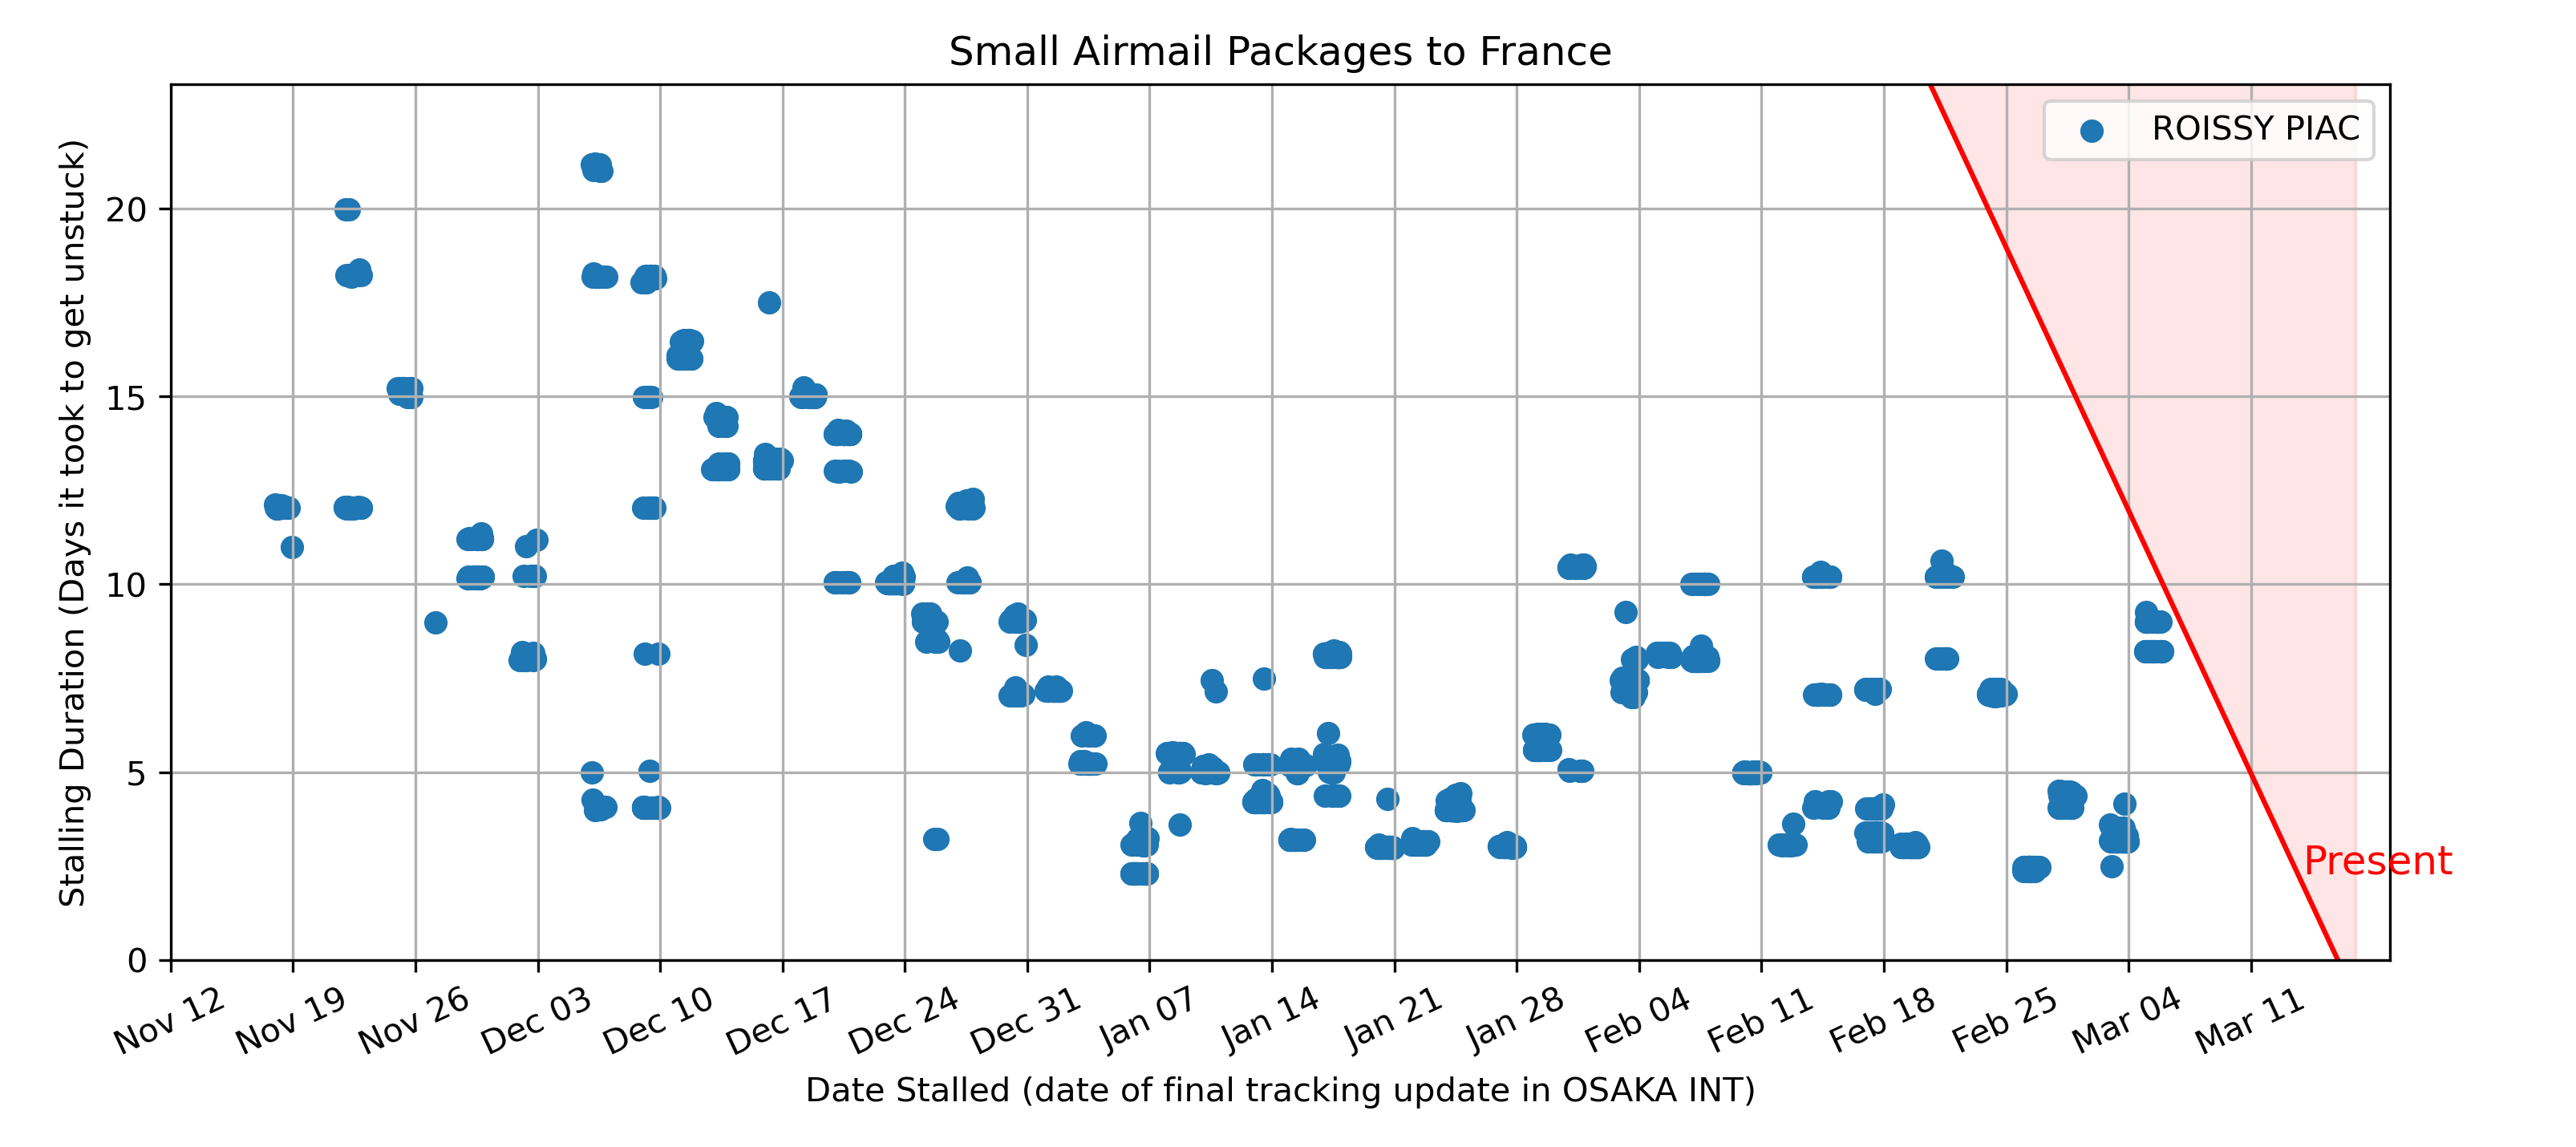 Small Airmail Packages to France
ROISSY PIAC
Stalling Duration (Days it took to get unstuck)
20
15
10
5
0
Present
Nov 12
Nov 19
Nov 26
Dec 03
Dec 10
Dec 17
Dec 24
Dec 31
Jan 07
Jan 14
Jan 21
Jan 28
Feb 04
Feb 11
Feb 18
Feb 25
Mar 04
Mar 11
Date Stalled (date of final tracking update in OSAKA INT)